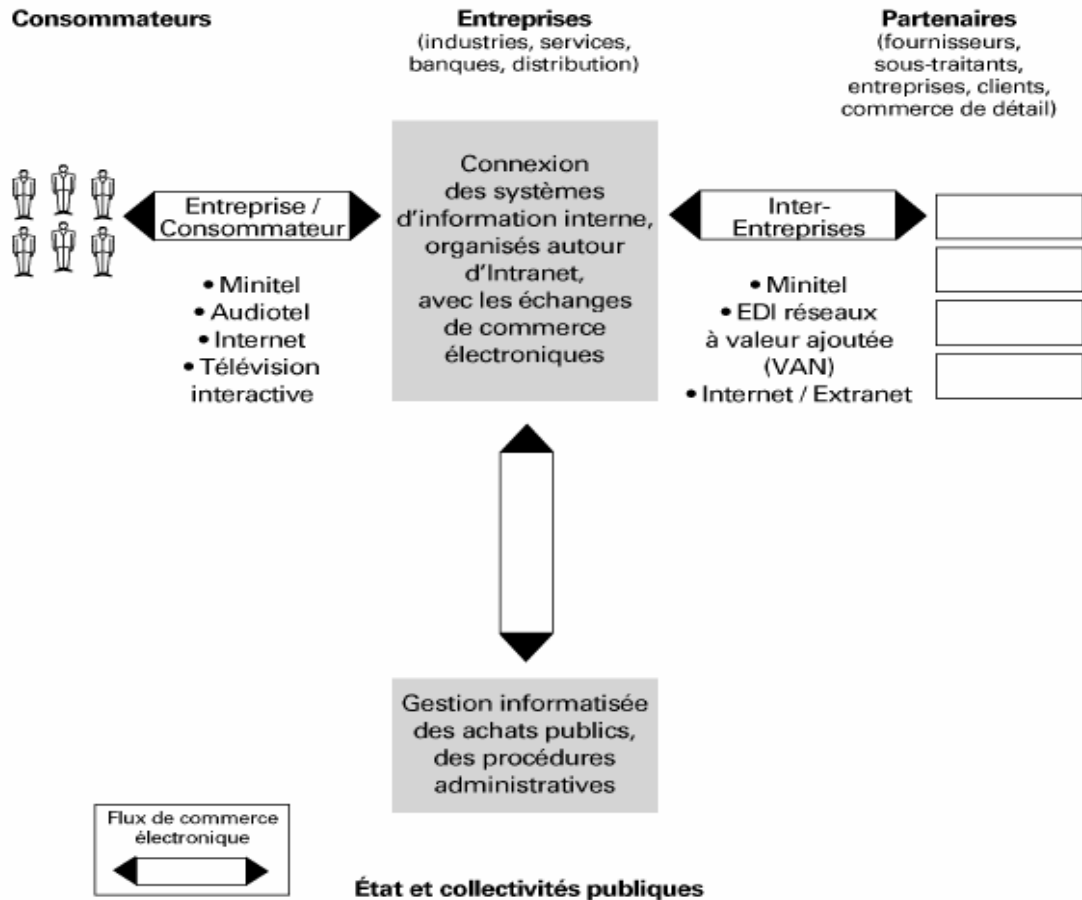 Consommateurs
Entreprises
(industries, services,
banques, distribution)
Partenaires
(fournisseurs,
sous-traitants,
entreprises, clients,
commerce de détail)
Entreprise /
Consommateur
• Minitel
• Audiotel
• Internet
• Télévision
interactive
Connexion
des systèmes
d'information interne,
organisés autour
d'Intranet,
avec les échanges
de commerce
électroniques
Inter-
Entreprises
• Minitel
• EDI réseaux
à valeur ajoutée
(VAN)
• Internet / Extranet
Gestion informatisée
des achats publics,
des procédures
administratives
Flux de commerce
électronique
État et collectivités publiques